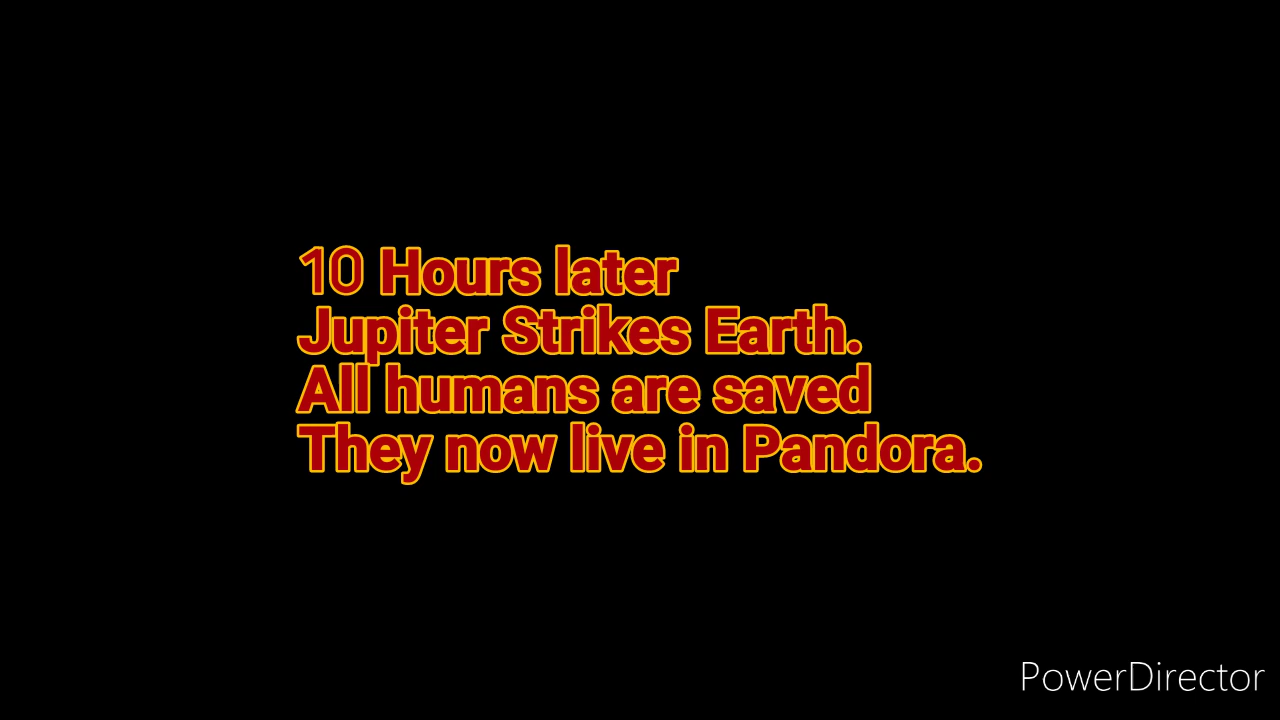 10 Hours later
Jupiter Strikes Earth.
All humans are saved
They now live in Pandora.
PowerDirector